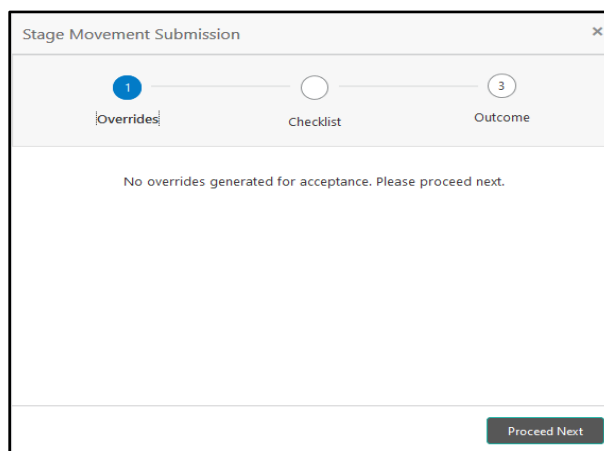 Stage Movement Submission ×
1
3
Overrides
Checklist
Outcome
No overrides generated for acceptance. Please proceed next.
Proceed Next